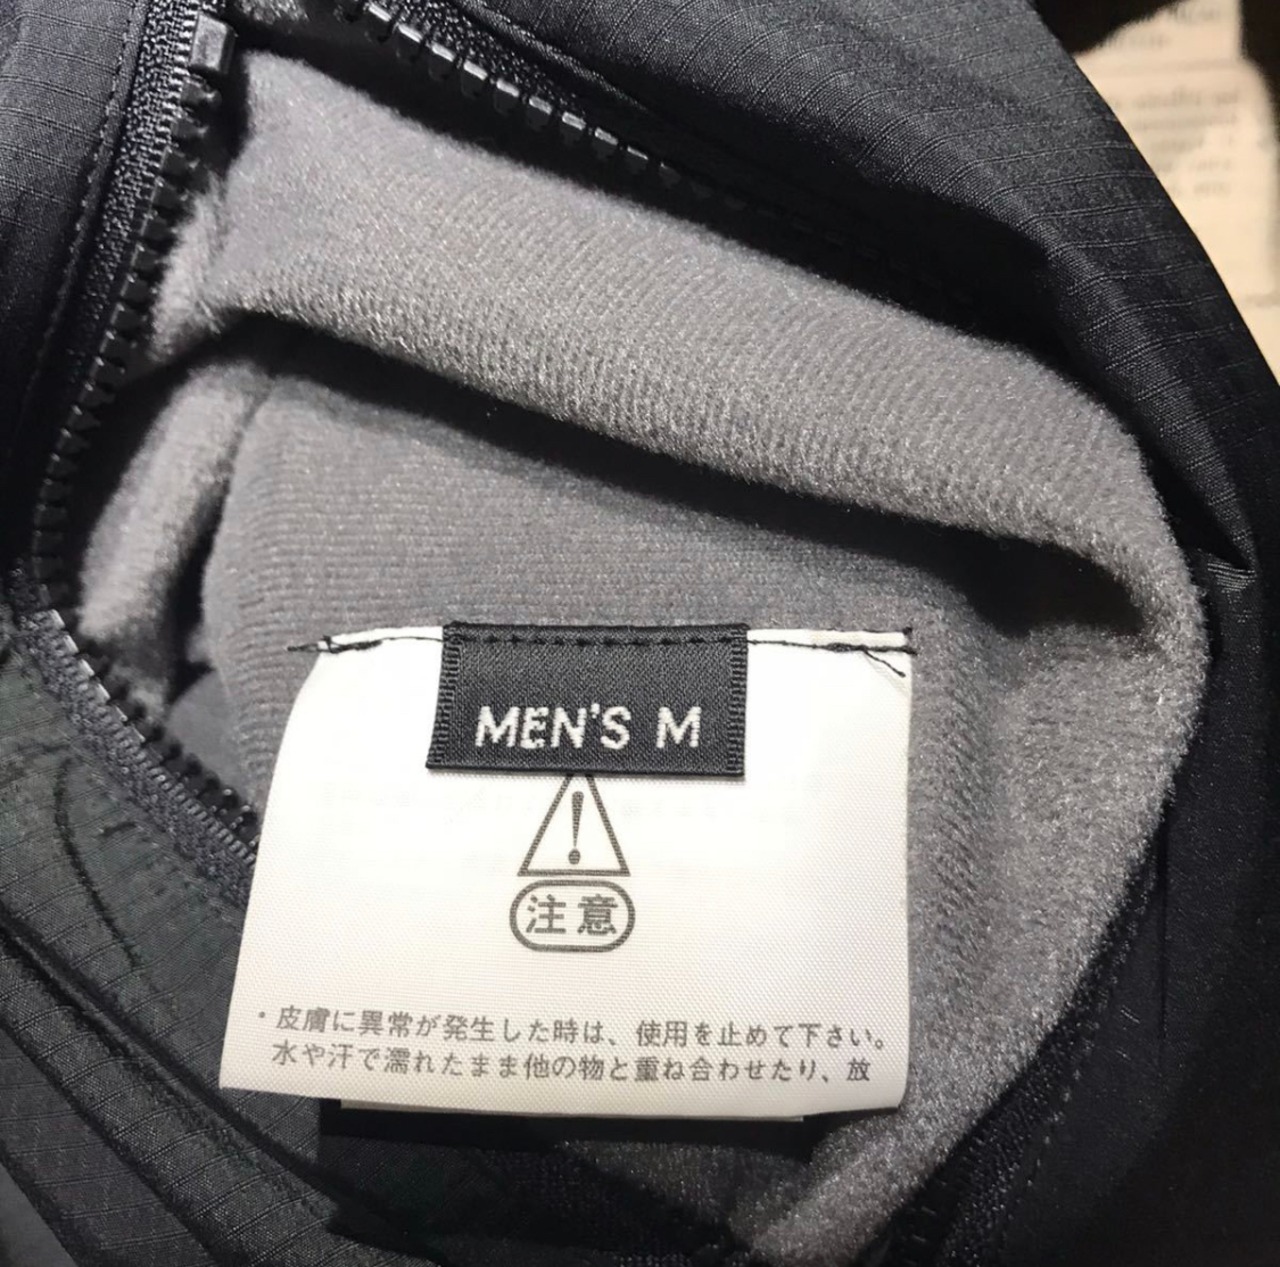 MEN'S M
注意
・皮膚に異常が発生した時は、使用を止めて下さい。
水や汗で濡れたまま他の物と重ね合わせたり、放